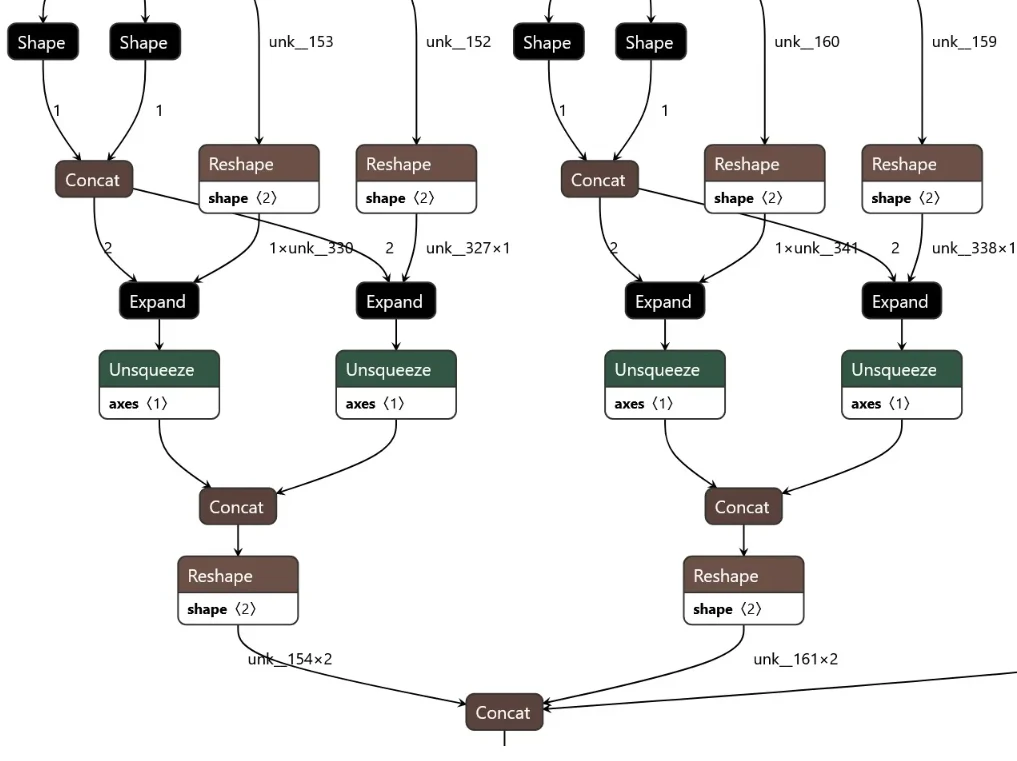 Shape
Shape
unk__153
unk__152
Shape
Shape
unk__160
unk__159
1
1
1
1
Concat
Reshape
shape〈2〉
Reshape
shape〈2〉
Concat
Reshape
shape〈2〉
Reshape
shape〈2〉
2
1×unk__330
2
unk__327×1
2
1×unk__341
2
unk__338×1
Expand
Expand
Expand
Expand
Unsqueeze
axes〈1〉
Unsqueeze
axes〈1〉
Unsqueeze
axes〈1〉
Unsqueeze
axes〈1〉
Concat
Concat
Reshape
shape〈2〉
Reshape
shape〈2〉
unk__154×2
unk__161×2
Concat